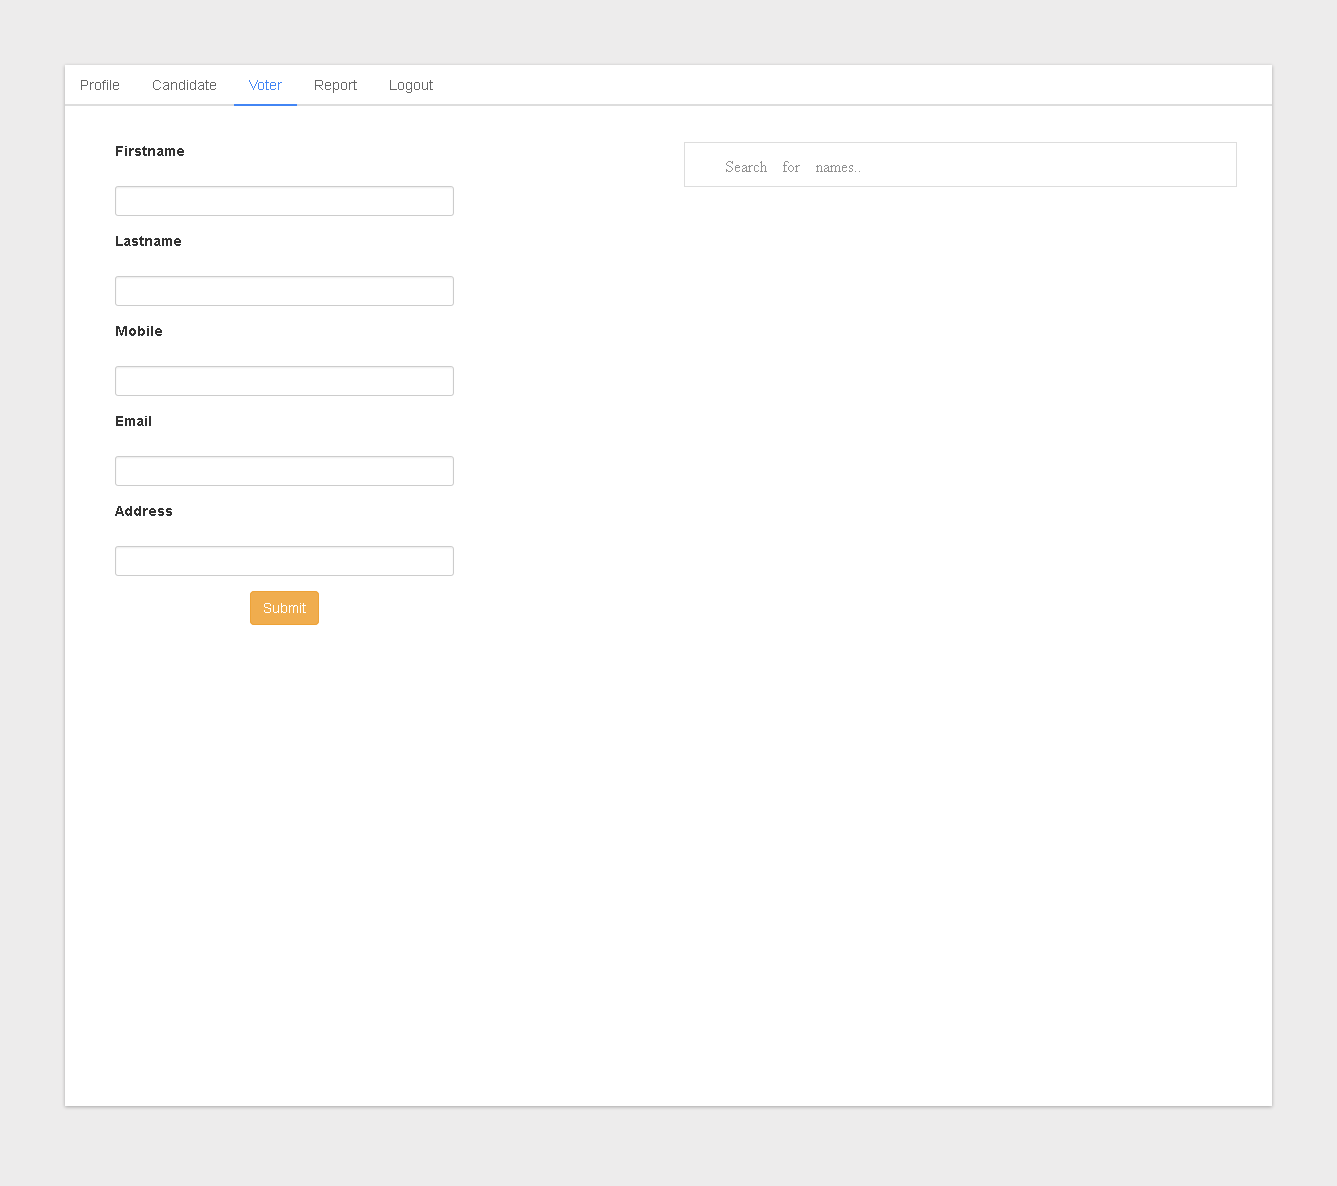 Profile Candidate Voter Report Logout
Firstname
Search for names..
Lastname
Mobile
Email
Address
Submit